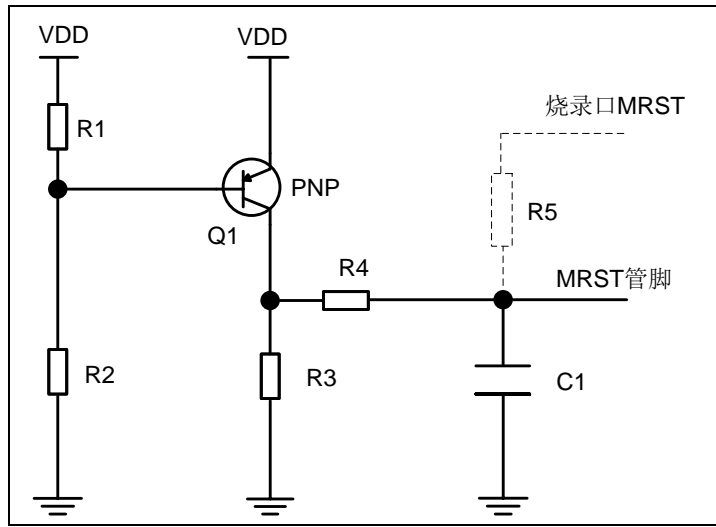 VDD
VDD
烧录口MRST
R1
PNP
R5
Q1
R4
MRST管脚
R2
R3
C1